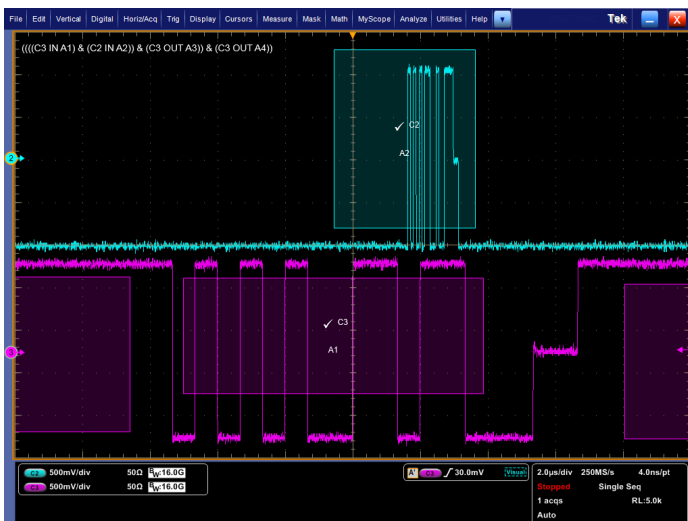 File Edit Vertical Digital Horiz/Acq Trig Display Cursors Measure Mask Math MyScope Analyze Utilities Help Tek X
((((C3 IN A1) & (C2 IN A2)) & (C3 OUT A3)) & (C3 OUT A4))
C2
A2
2
C3
A1
3
C2 500mV/div 50Ω BW:16.0G
C3 500mV/div 50Ω BW:16.0G
A' C3 30.0mV Visual
2.0µs/div 250MS/s 4.0ns/pt
Stopped Single Seq
1 acqs RL:5.0k
Auto